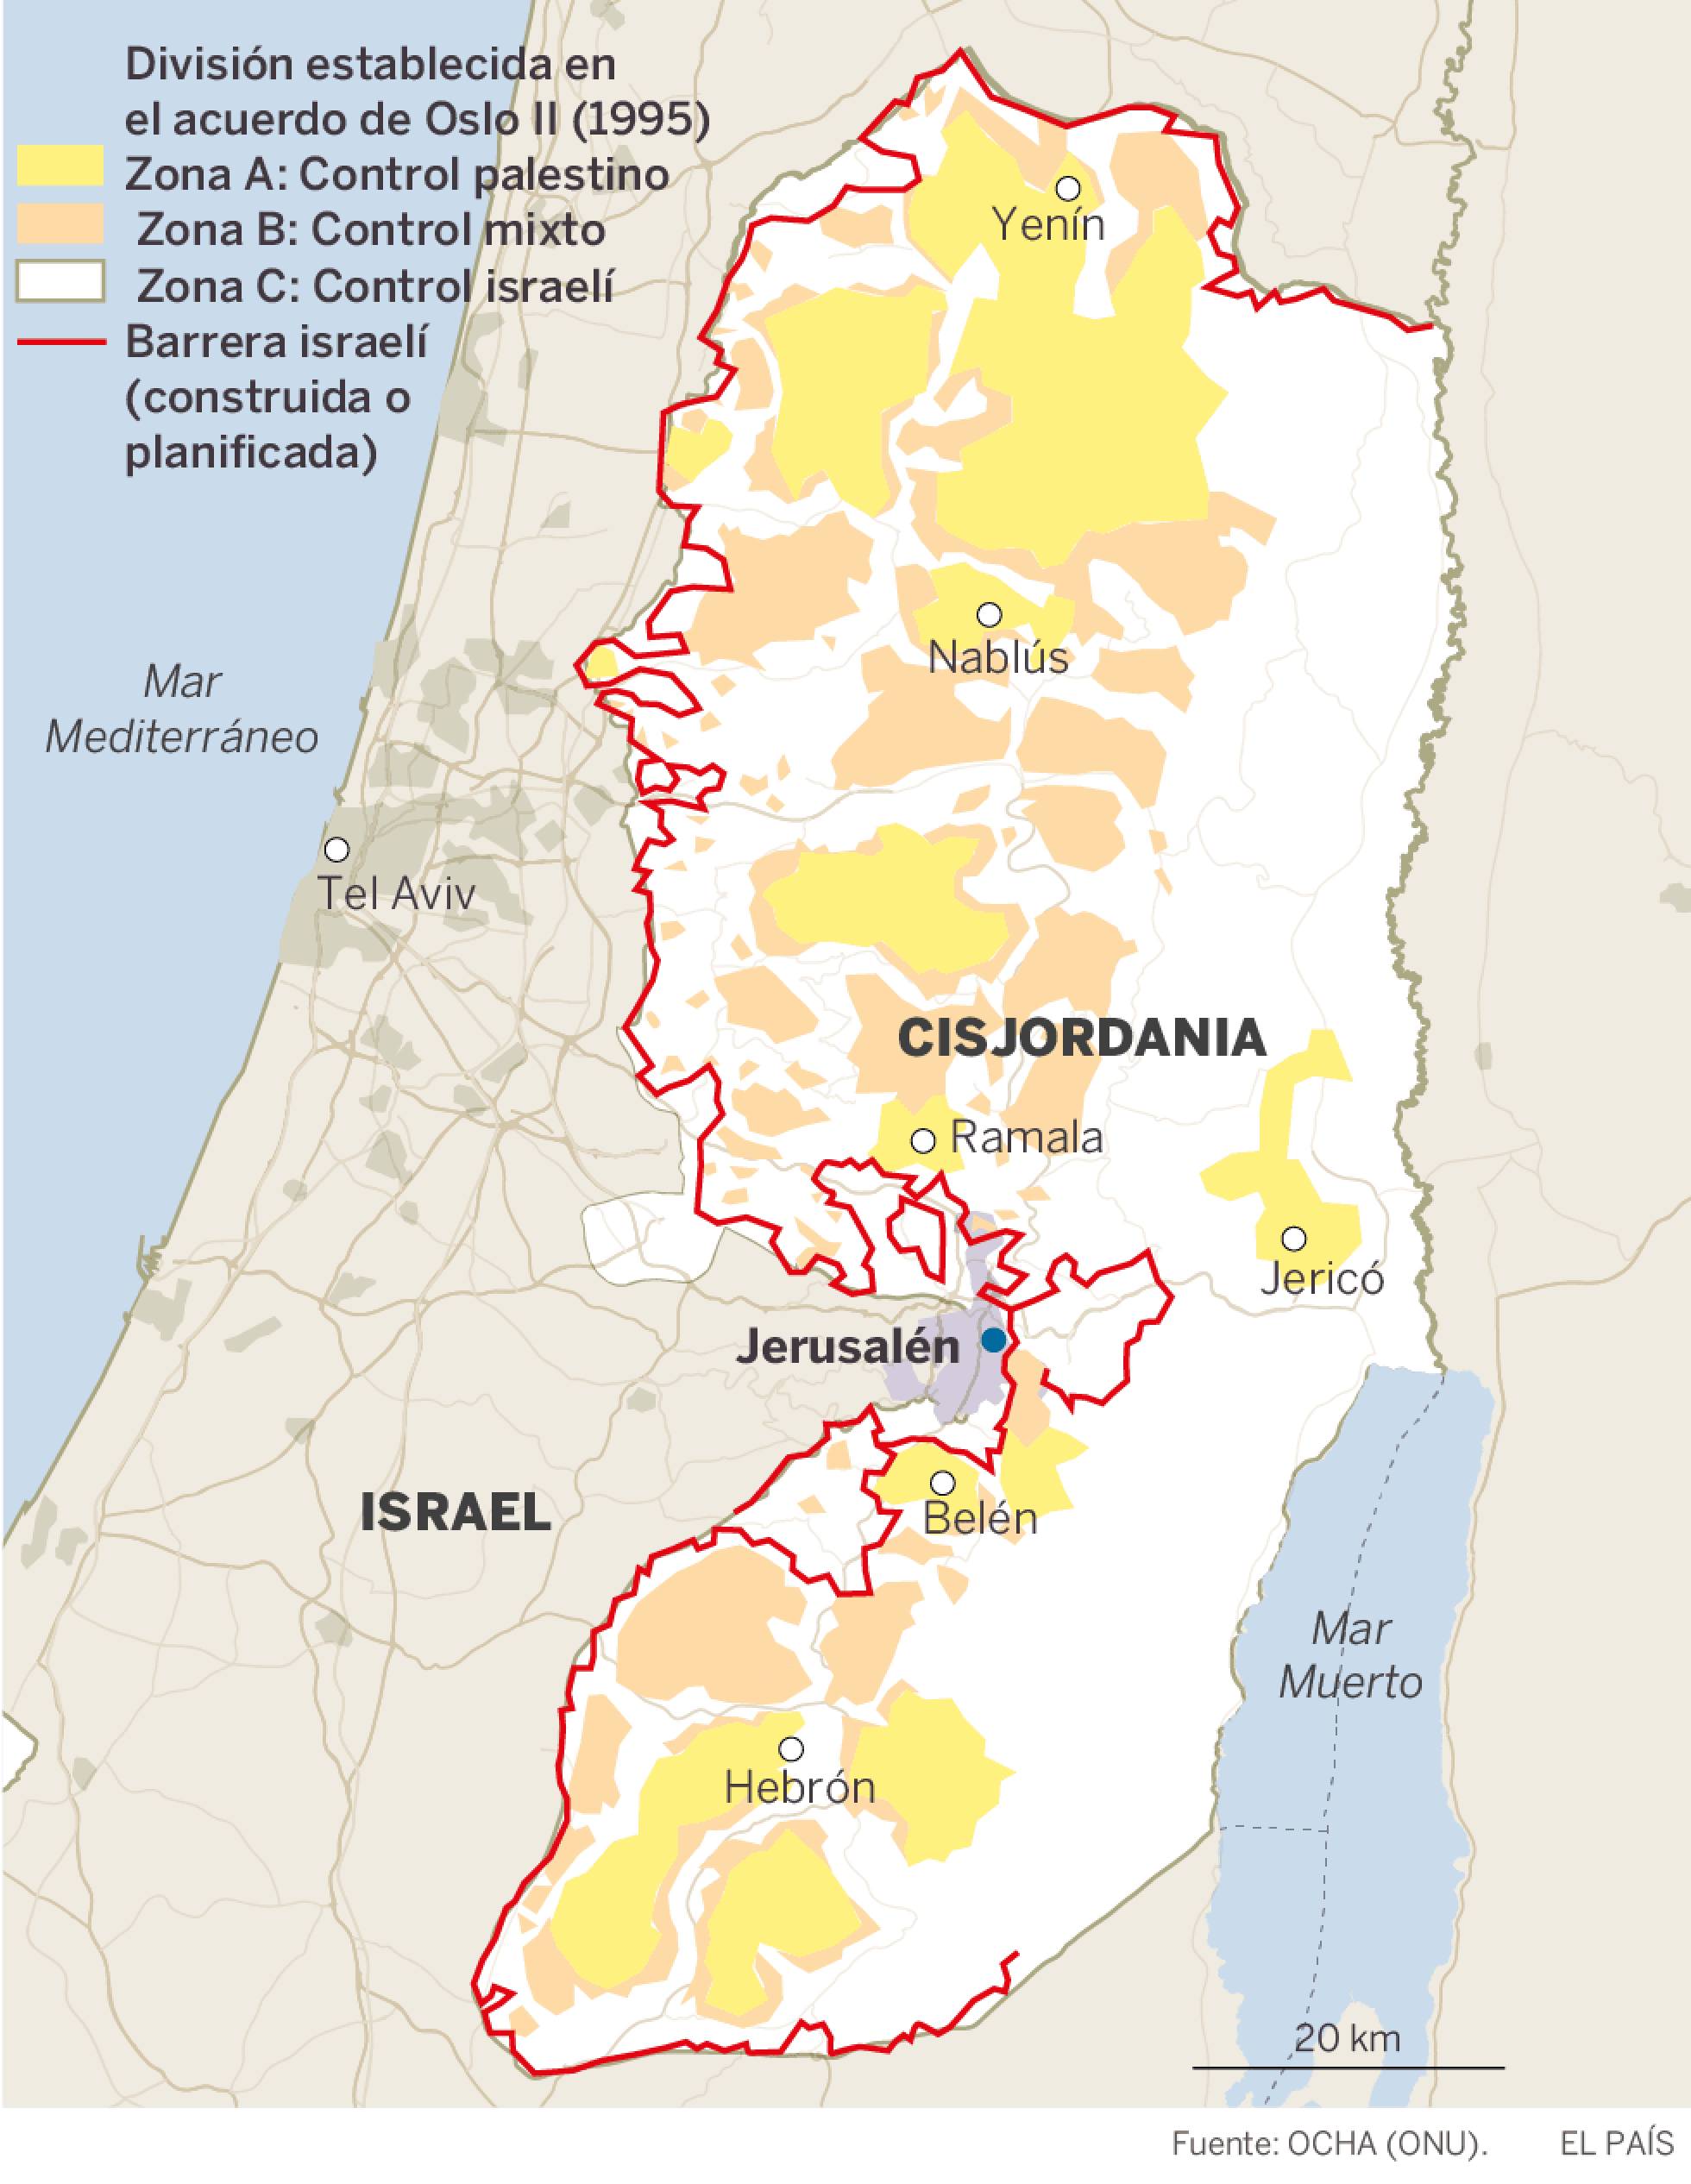 División establecida en
el acuerdo de Oslo II (1995)
Zona A: Control palestino
Zona B: Control mixto
Zona C: Control israelí
Barrera israelí
(construida o
planificada)
Yenín
Nablús
Mar
Mediterráneo
Tel Aviv
CISJORDANIA
Ramala
Jericó
Jerusalén
ISRAEL
Belén
Mar
Muerto
Hebrón
20 km
Fuente: OCHA (ONU).
EL PAÍS